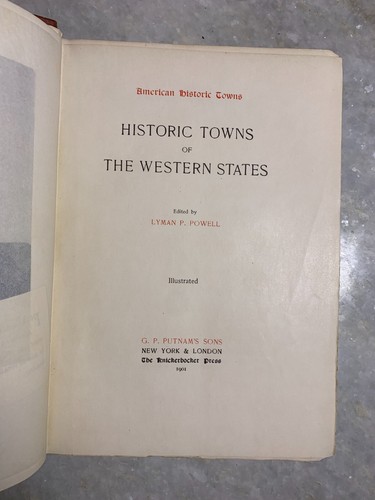 American Historic Towns
HISTORIC TOWNS
OF
THE WESTERN STATES
Edited by
LYMAN P. POWELL
Illustrated
G. P. PUTNAM'S SONS
NEW YORK & LONDON
The Knickerbocker Press
1901